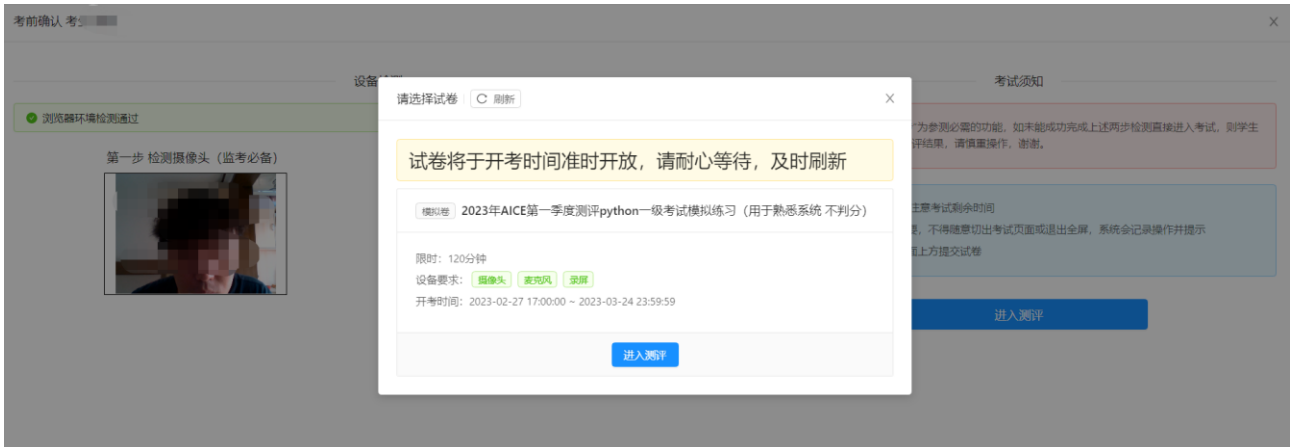 考前确认 考
设备
考试须知
请选择试卷 刷新
浏览器环境检测通过
第一步 检测摄像头（监考必备）
试卷将于开考时间准时开放，请耐心等待，及时刷新
模拟卷 2023年AICE第一季度测评python一级考试模拟练习（用于熟悉系统 不判分）
限时：120分钟
设备要求： 摄像头 麦克风 录屏
开考时间：2023-02-27 17:00:00 ~ 2023-03-24 23:59:59
进入测评
为参测必需的功能，如未能成功完成上述两步检测直接进入考试，则学生
评结果，请慎重操作，谢谢。
注意考试剩余时间
，不得随意切出考试页面或退出全屏，系统会记录操作并提示
面上方提交试卷
进入测评